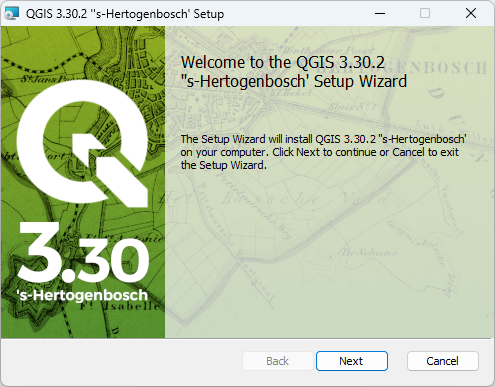 QGIS 3.30.2 ''s-Hertogenbosch' Setup
Welcome to the QGIS 3.30.2
''s-Hertogenbosch' Setup Wizard
The Setup Wizard will install QGIS 3.30.2 ''s-Hertogenbosch'
on your computer. Click Next to continue or Cancel to exit
the Setup Wizard.
3.30
's-Hertogenbosch
Ft Isabelle
Back
Next
Cancel